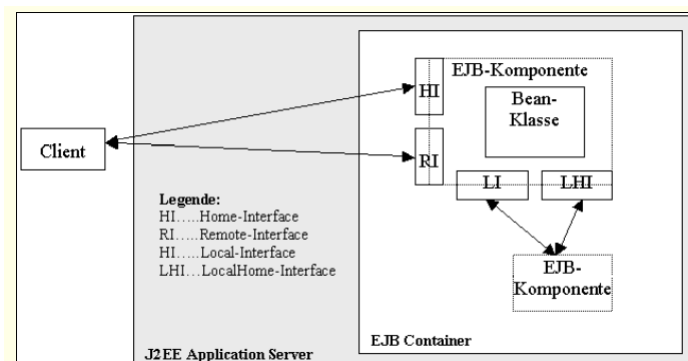 EJB-Komponente
HI
Bean-
Klasse
Client
RI
LI
LHI
Legende:
HI…..Home-Interface
RI…..Remote-Interface
HI…..Local-Interface
LHI…LocalHome-Interface
EJB-
Komponente
EJB Container
J2EE Application Server